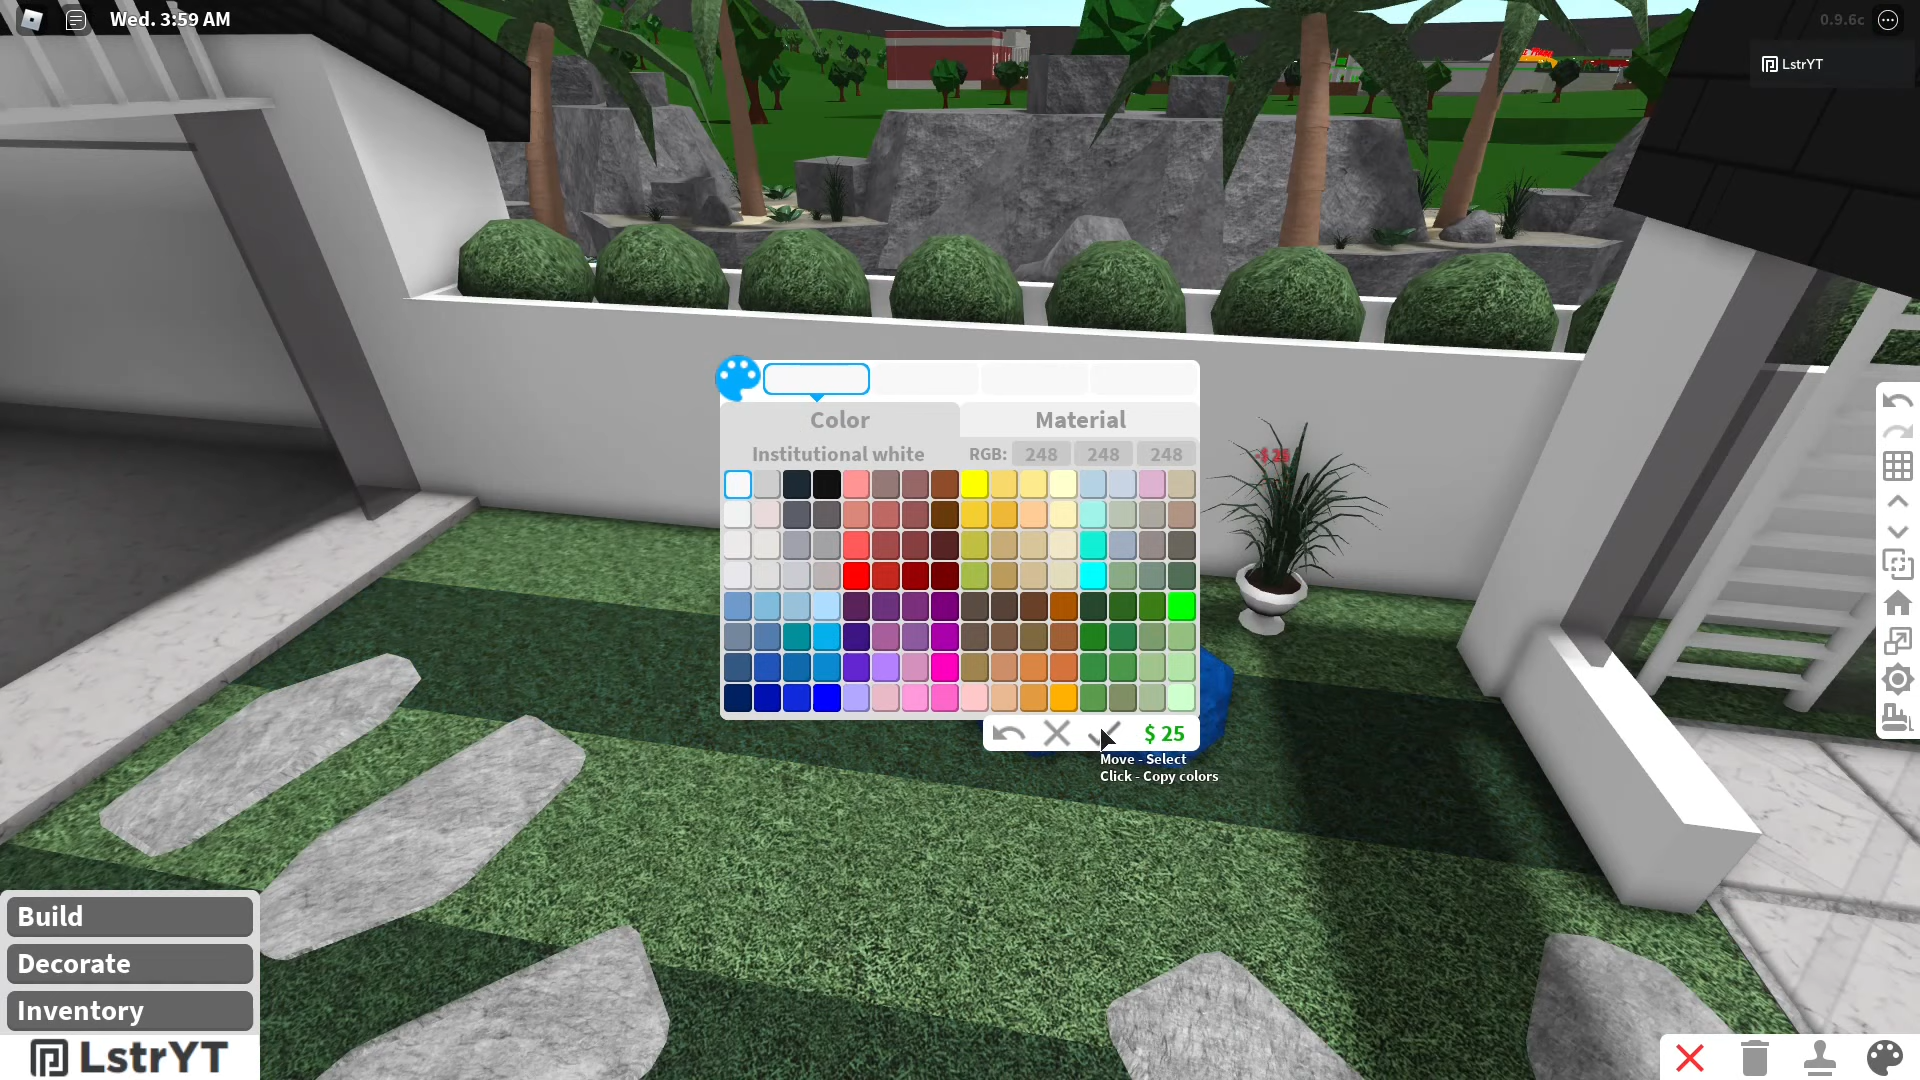 Wed. 3:59 AM
0.9.6c
LstrYT
Color
Material
Institutional white
RGB: 248 248 248
-$25
$ 25
Move - Select
Click - Copy colors
Build
Decorate
Inventory
LstrYT